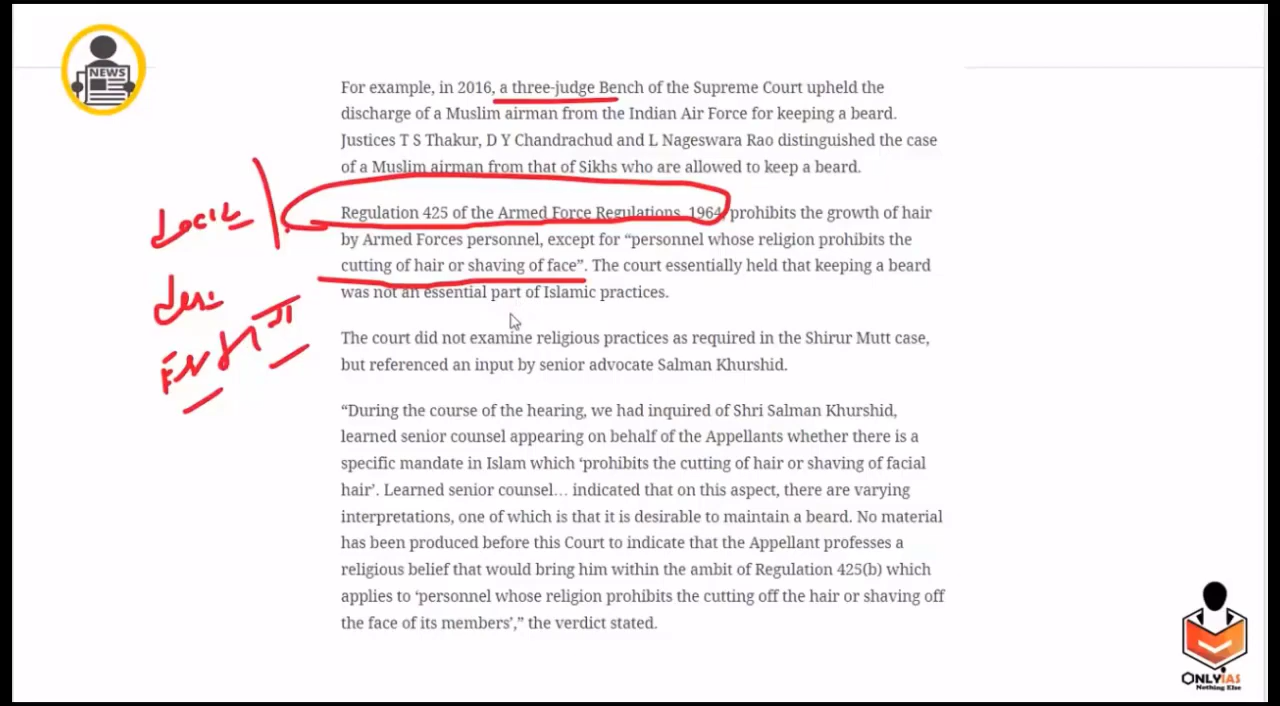 NEWS
For example, in 2016, a three-judge Bench of the Supreme Court upheld the
discharge of a Muslim airman from the Indian Air Force for keeping a beard.
Justices T S Thakur, D Y Chandrachud and L Nageswara Rao distinguished the case
of a Muslim airman from that of Sikhs who are allowed to keep a beard.
Regulation 425 of the Armed Force Regulations, 1964, prohibits the growth of hair
by Armed Forces personnel, except for “personnel whose religion prohibits the
cutting of hair or shaving of face”. The court essentially held that keeping a beard
was not an essential part of Islamic practices.
The court did not examine religious practices as required in the Shirur Mutt case,
but referenced an input by senior advocate Salman Khurshid.
“During the course of the hearing, we had inquired of Shri Salman Khurshid,
learned senior counsel appearing on behalf of the Appellants whether there is a
specific mandate in Islam which ‘prohibits the cutting of hair or shaving of facial
hair’. Learned senior counsel… indicated that on this aspect, there are varying
interpretations, one of which is that it is desirable to maintain a beard. No material
has been produced before this Court to indicate that the Appellant professes a
religious belief that would bring him within the ambit of Regulation 425(b) which
applies to ‘personnel whose religion prohibits the cutting off the hair or shaving off
the face of its members’,” the verdict stated.
ONLYIAS
Nothing Else